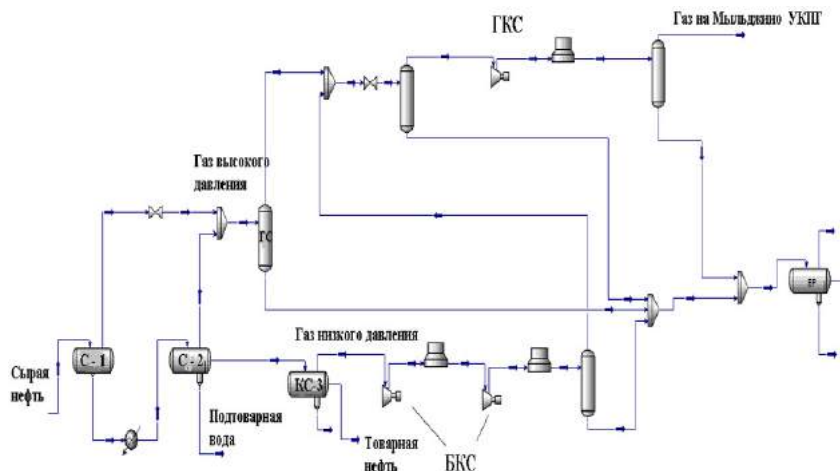 ГКС
Газ на Мыльджино УКПГ
Газ высокого
давления
ГС
Газ низкого давления
С - 1
С - 2
КС-3
Сырая
нефть
Подтоварная
вода
Товарная
нефть
БКС